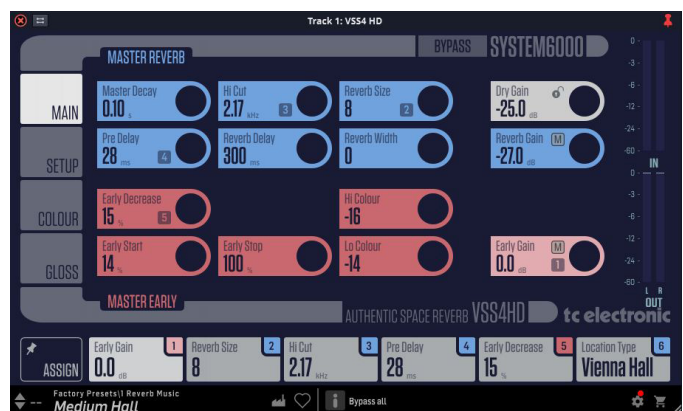 Track 1: VSS4 HD
BYPASS SYSTEM6000
MASTER REVERB
MAIN
SETUP
COLOUR
GLOSS
Master Decay
0.10 s
Hi Cut
2.17 kHz 3
Reverb Size
8 2
Dry Gain
-25.0 dB
Pre Delay
28 ms 4
Reverb Delay
300 ms
Reverb Width
0
Reverb Gain M
-27.0 dB
Early Decrease
15 % 5
Hi Colour
-16
Early Start
14 %
Early Stop
100 %
Lo Colour
-14
Early Gain M
0.0 dB 1
MASTER EARLY
AUTHENTIC SPACE REVERB VSS4HD
tc electronic
0
-3
-6
-12
-24
-60
IN
0
-3
-6
-12
-24
-60
L R
OUT
ASSIGN
Early Gain 1
0.0 dB
Reverb Size 2
8
Hi Cut 3
2.17 kHz
Pre Delay 4
28 ms
Early Decrease 5
15 %
Location Type 6
Vienna Hall
Factory Presets\1 Reverb Music
Medium Hall
Bypass all